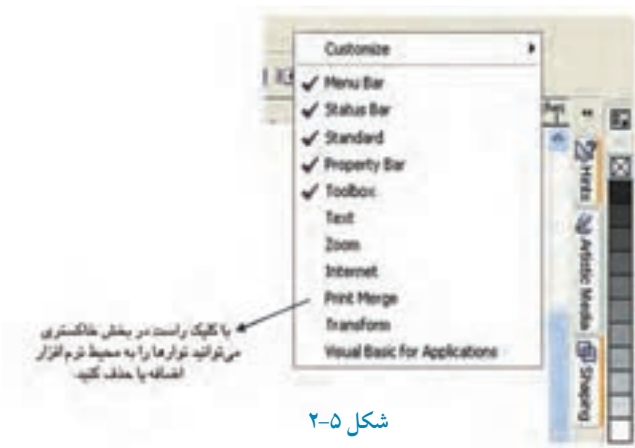 Customize
Menu Bar
Status Bar
Standard
Property Bar
Toolbox
Text
Zoom
Internet
Print Merge
Transform
Visual Basic for Applications
Hints
Artistic Media
Shaping
با کلیک راست در بخش خاکستری
می‌توانید نوارها را به محیط نرم‌افزار
اضافه یا حذف کنید.
شکل ۵-۲